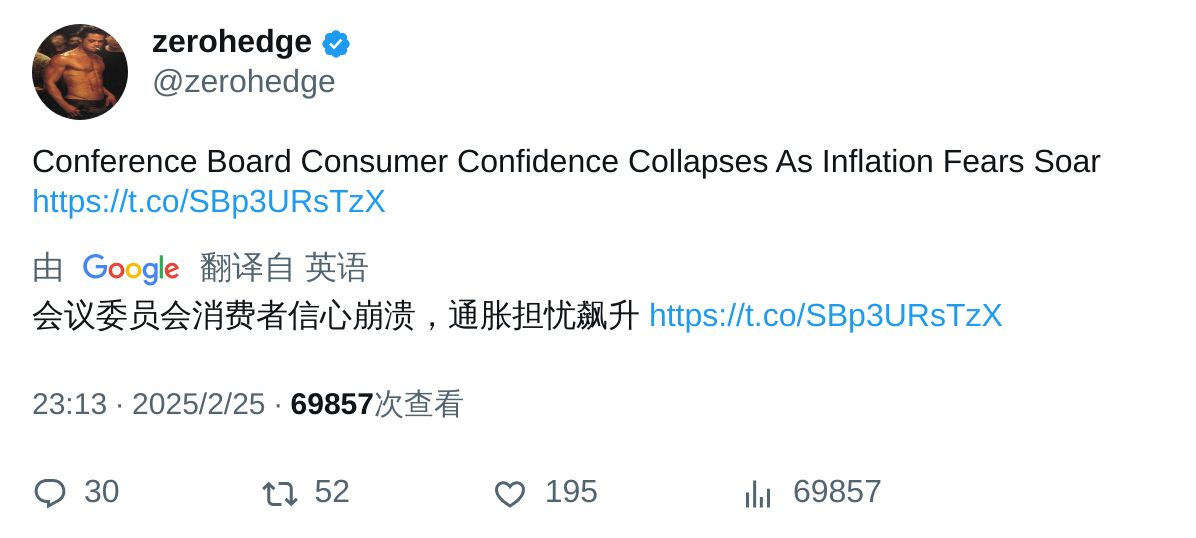 zerohedge
@zerohedge
Conference Board Consumer Confidence Collapses As Inflation Fears Soar
https://t.co/SBp3URsTzX
由 Google 翻译自 英语
会议委员会消费者信心崩溃，通胀担忧飙升 https://t.co/SBp3URsTzX
23:13 · 2025/2/25 · 69857次查看
30 52 195 69857